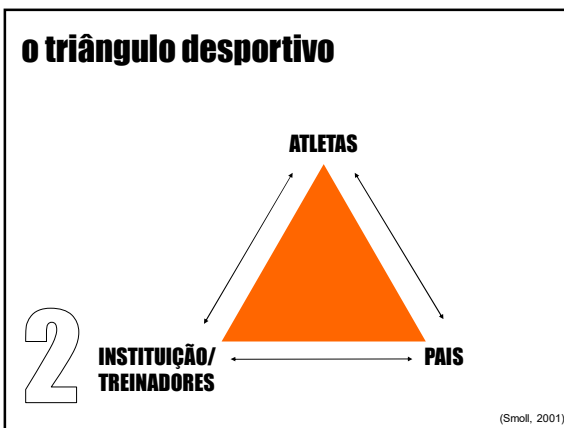 o triângulo desportivo
ATLETAS
2
INSTITUIÇÃO/
TREINADORES
PAIS
(Smoll, 2001)